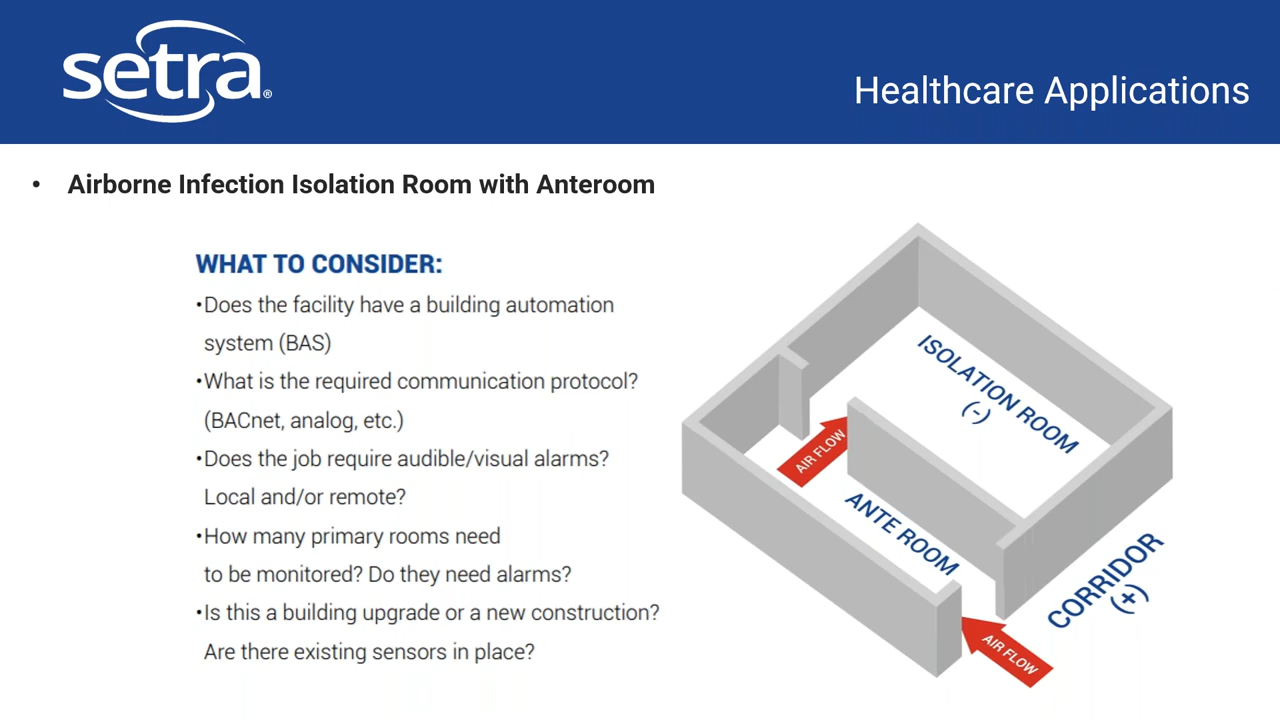 setra®
Healthcare Applications
• Airborne Infection Isolation Room with Anteroom
WHAT TO CONSIDER:
•Does the facility have a building automation
system (BAS)
•What is the required communication protocol?
(BACnet, analog, etc.)
•Does the job require audible/visual alarms?
Local and/or remote?
•How many primary rooms need
to be monitored? Do they need alarms?
•Is this a building upgrade or a new construction?
Are there existing sensors in place?
ISOLATION ROOM
(-)
AIR FLOW
ANTE ROOM
CORRIDOR
(+)
AIR FLOW